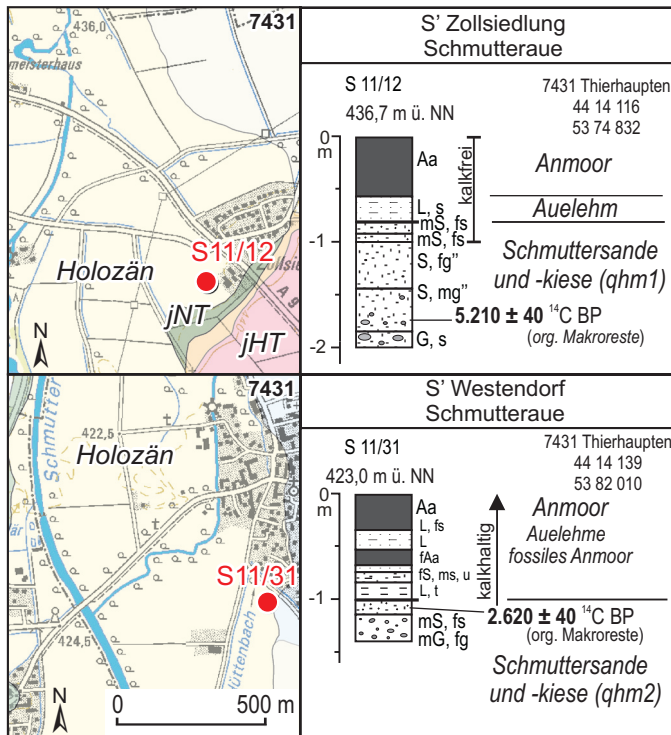 7431
436,0
meisterhaus
Holozän
S11/12
jNT
jHT
A 9
N
S' Zollsiedlung
Schmutteraue
S 11/12
436,7 m ü. NN
7431 Thierhaupten
44 14 116
53 74 832
0
m
-1
-2
Aa
L, s
mS, fs
mS, fs
S, fg"
S, mg"
G, s
kalkfrei
Anmoor
Auelehm
Schmuttersande
und -kiese (qhm1)
5.210 ± 40 14C BP
(org. Makroreste)
7431
Schmutter
422,5
Holozän
S11/31
424,5
N
0 500 m
S' Westendorf
Schmutteraue
S 11/31
423,0 m ü. NN
7431 Thierhaupten
44 14 139
53 82 010
0
m
-1
Aa
L, fs
L
fAa
fS, ms, u
L, t
mS, fs
mG, fg
kalkhaltig
Anmoor
Auelehme
fossiles Anmoor
2.620 ± 40 14C BP
(org. Makroreste)
Schmuttersande
und -kiese (qhm2)